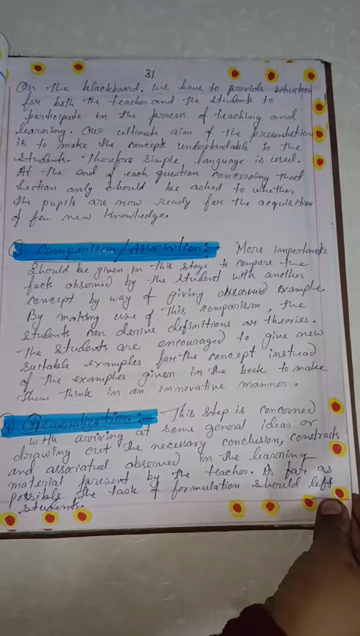 31
On the blackboard. We have to provide situation
for both the teacher and the students to
participate in the process of teaching and
learning. Our ultimate aim of the presentation
is to make the concept understandable to the
students. Therefore simple language is used.
At the end of each question concerning that
Section only should be asked to whether
the pupils are now ready for the acquisition
of few new knowledge.
3) Comparison/Association:- More importance
should be given in this stage to compare the
facts observed by the student with another
concept by way of giving observed example
By making use of this comparism, the
students can derive definitions or theories.
The students are encouraged to give new
suitable examples for the concept instead
of the examples given in the book to make
them think in an innovative manner.
Generalization:- This step is concerned
with arriving at some general ideas or
drawing out the necessary conclusion, constructs
and associated observed in the learning
material present by the teacher. As far as
possible the task of formulation should left
students.